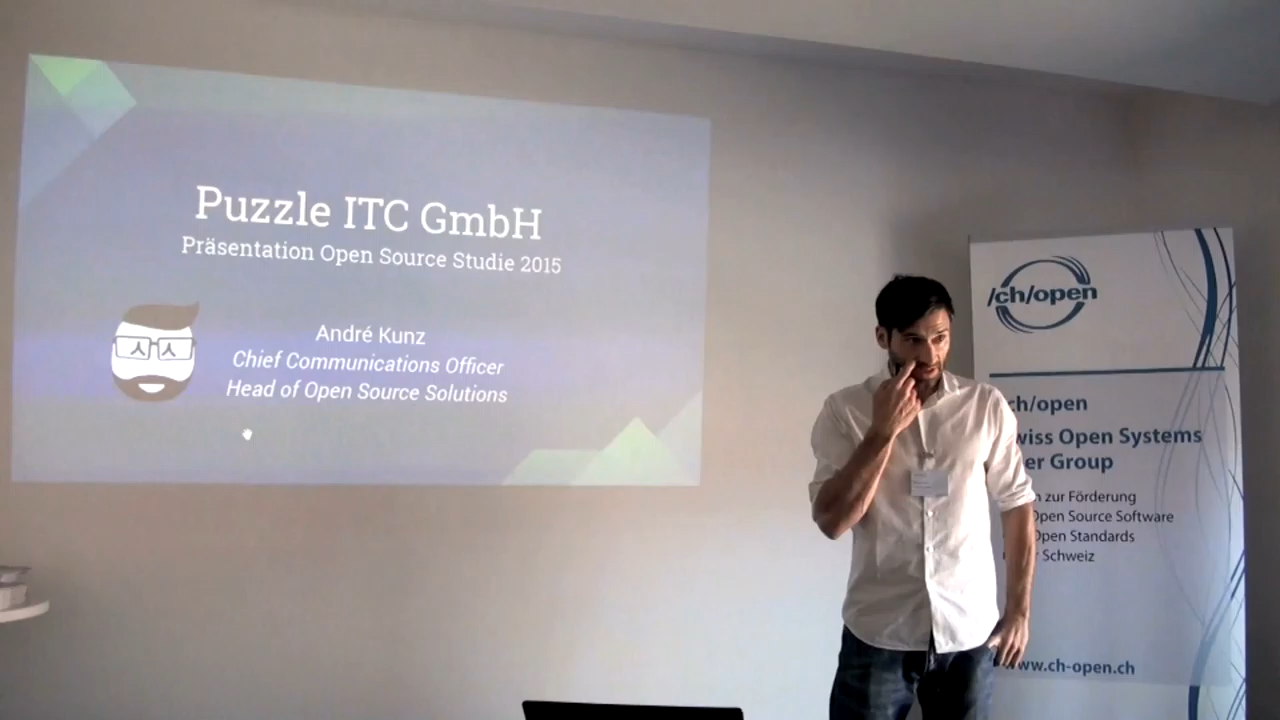 Puzzle ITC GmbH
Präsentation Open Source Studie 2015
André Kunz
Chief Communications Officer
Head of Open Source Solutions
/ch/open
ch/open
wiss Open Systems
er Group
n zur Förderung
Open Source Software
Open Standards
r Schweiz
www.ch-open.ch